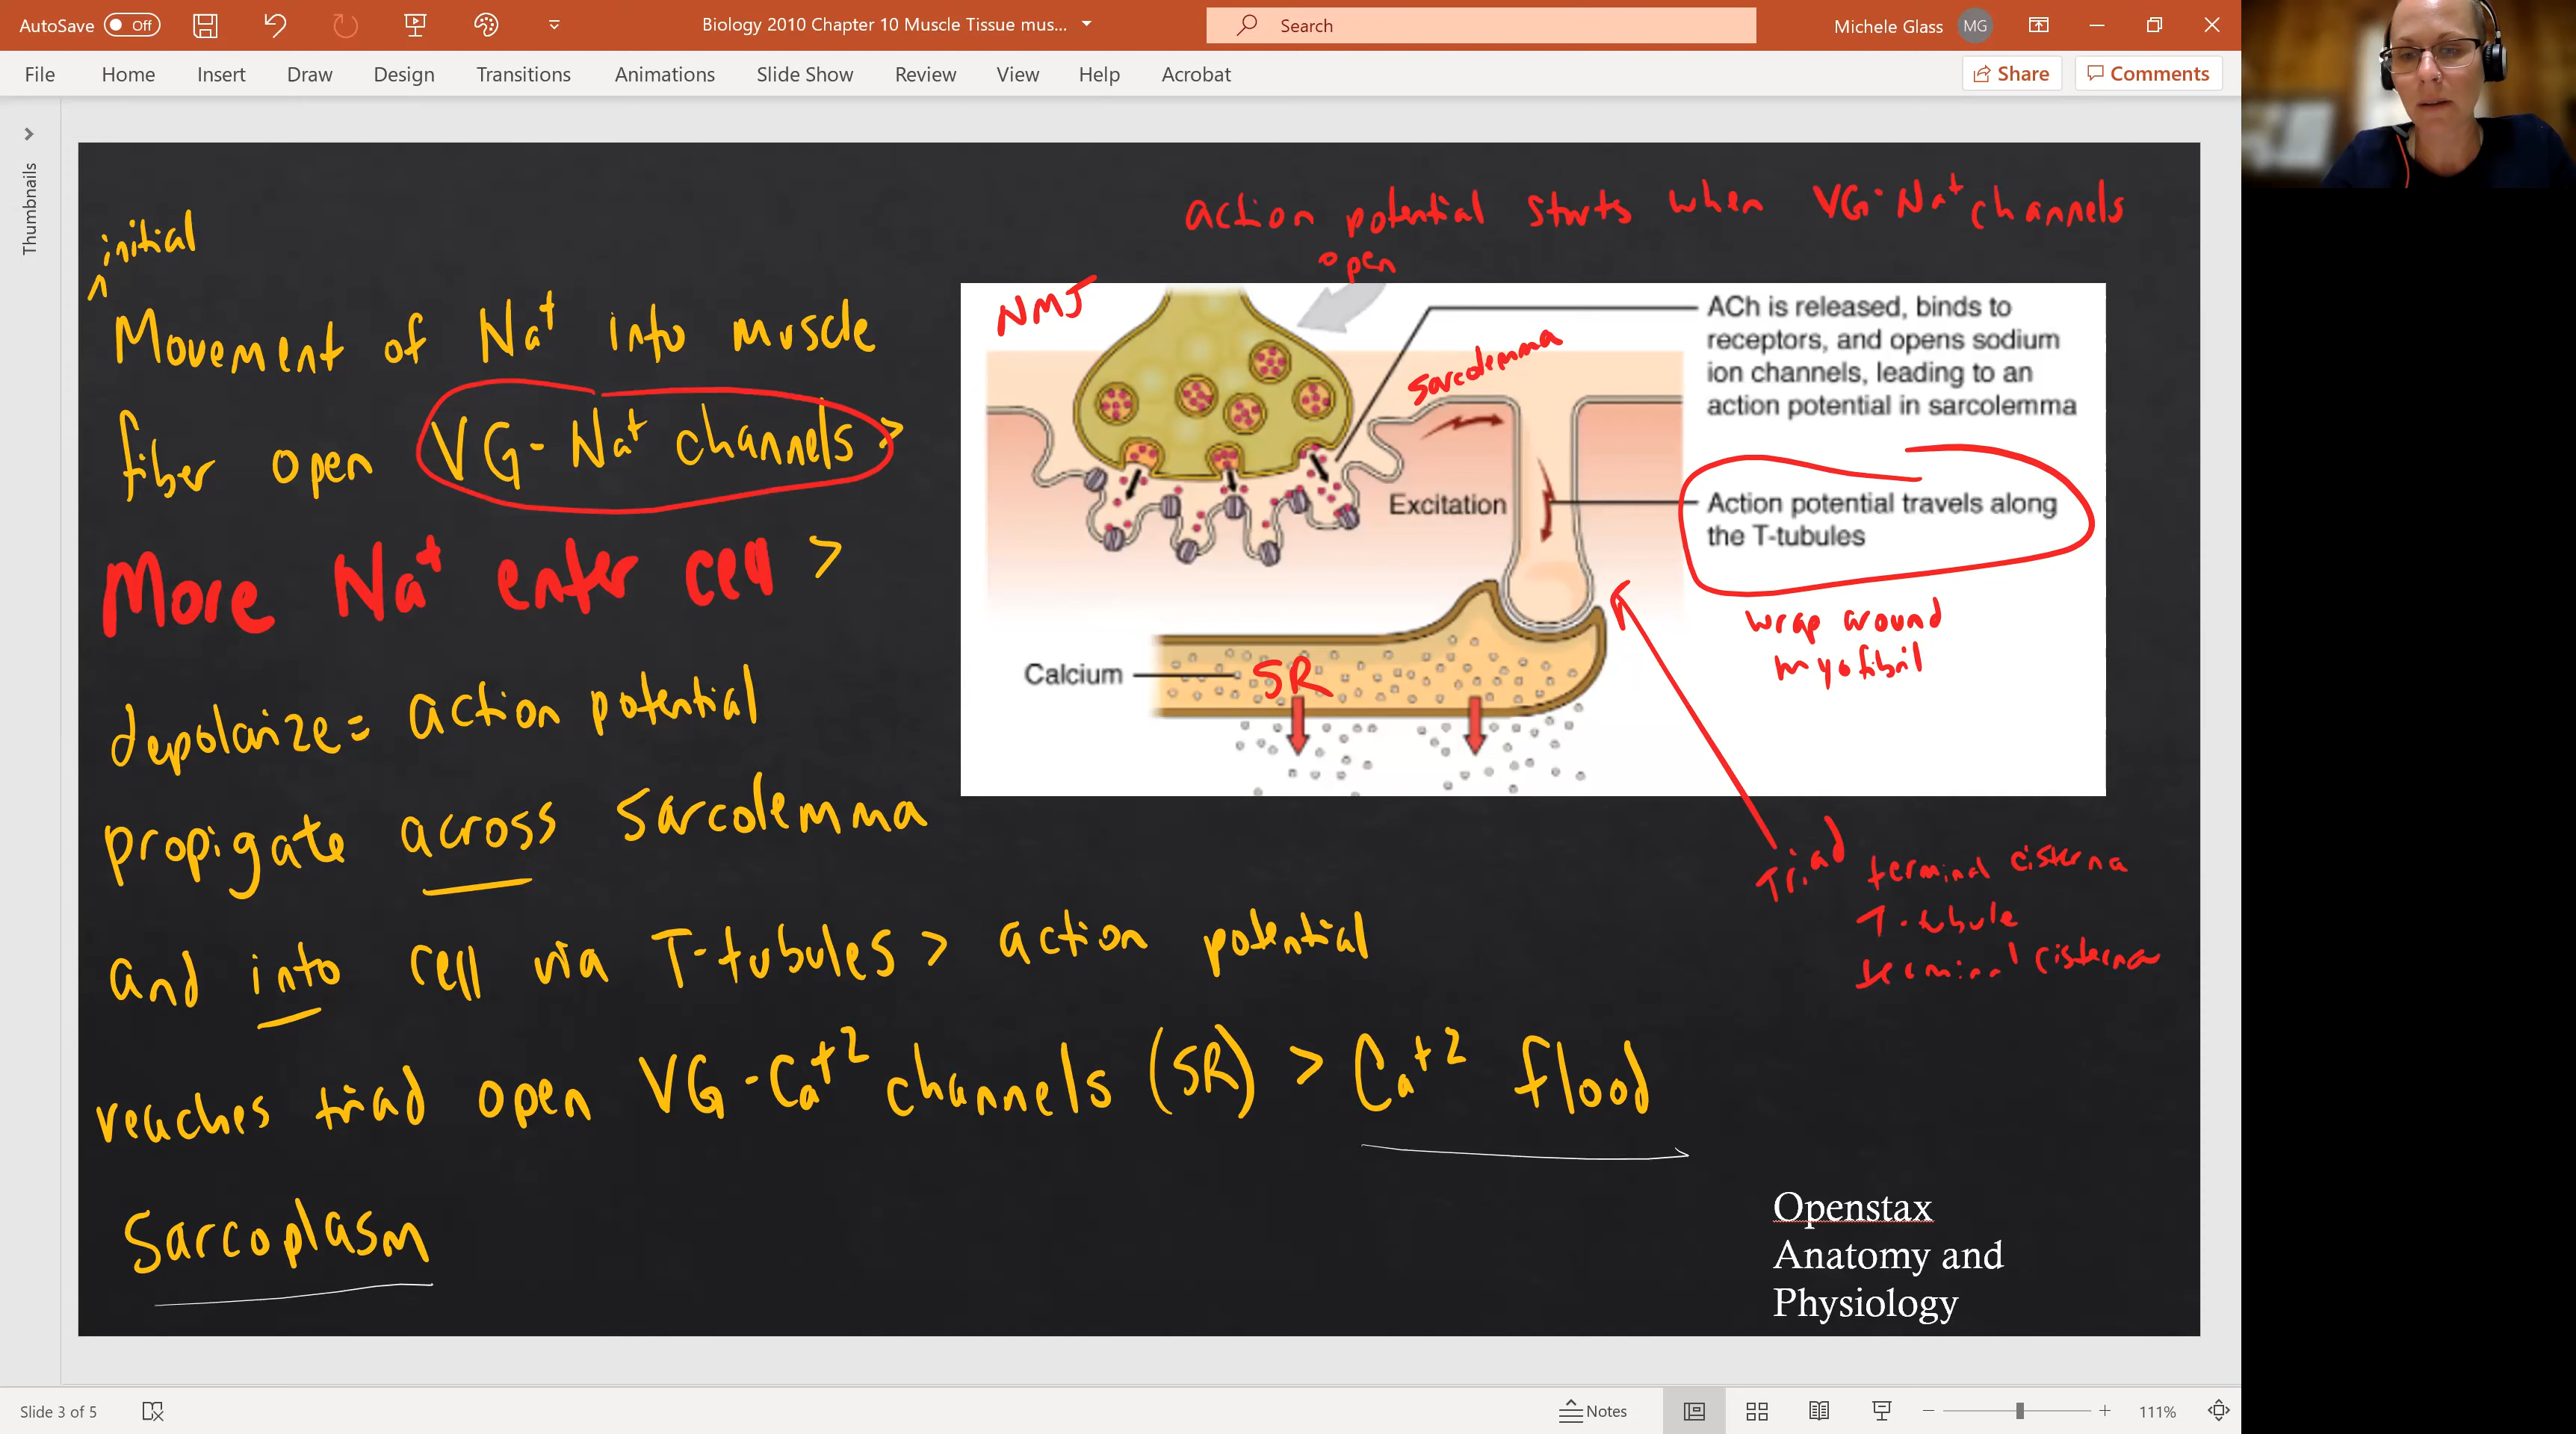 AutoSave Off
Biology 2010 Chapter 10 Muscle Tissue mus...
Search
Michele Glass MG
File Home Insert Draw Design Transitions Animations Slide Show Review View Help Acrobat
Share Comments
Thumbnails
action potential starts when VG-Na+ channels
open
initial
^
Movement of Na+ into muscle
fiber open VG-Na+ channels >
More Na+ enter cell >
depolarize = action potential
propigate across sarcolemma
and into cell via T-tubules > action potential
reaches triad open VG-Ca+2 channels (SR) > Ca+2 flood
Sarcoplasm
NMJ
sarcolemma
ACh is released, binds to
receptors, and opens sodium
ion channels, leading to an
action potential in sarcolemma
Excitation
Action potential travels along
the T-tubules
wrap around
myofibril
Calcium
SR
Triad terminal cisterna
T-tubule
terminal cisterna
Openstax
Anatomy and
Physiology
Slide 3 of 5
Notes
111%